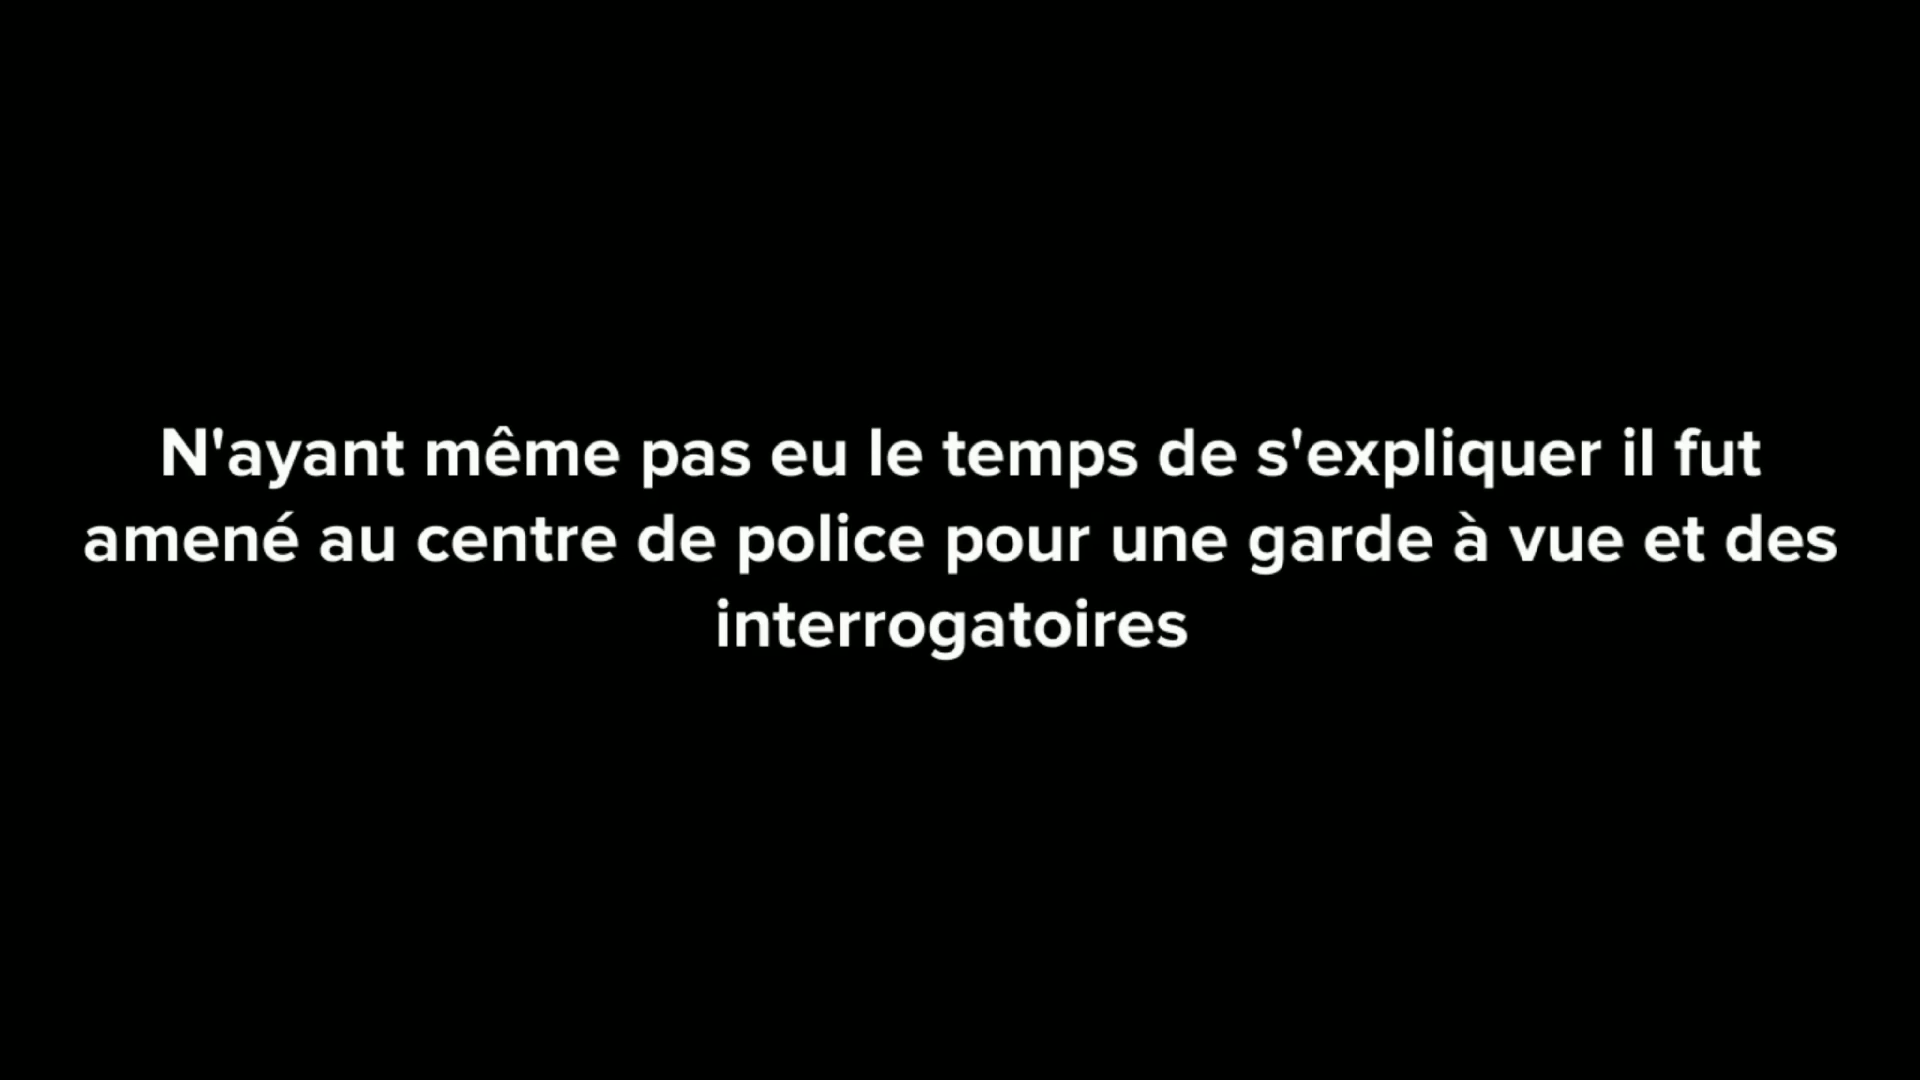 N'ayant même pas eu le temps de s'expliquer il fut
amené au centre de police pour une garde à vue et des
interrogatoires